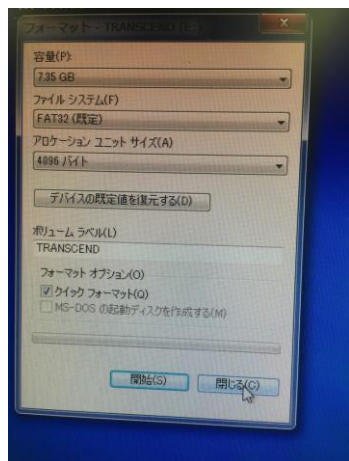 フォーマット - TRANSCEND (E:)
容量(P):
7.35 GB
ファイル システム(F)
FAT32 (既定)
アロケーション ユニット サイズ(A)
4096 バイト
デバイスの既定値を復元する(D)
ボリューム ラベル(L)
TRANSCEND
フォーマット オプション(O)
クイック フォーマット(Q)
MS-DOS の起動ディスクを作成する(M)
開始(S)
閉じる(C)